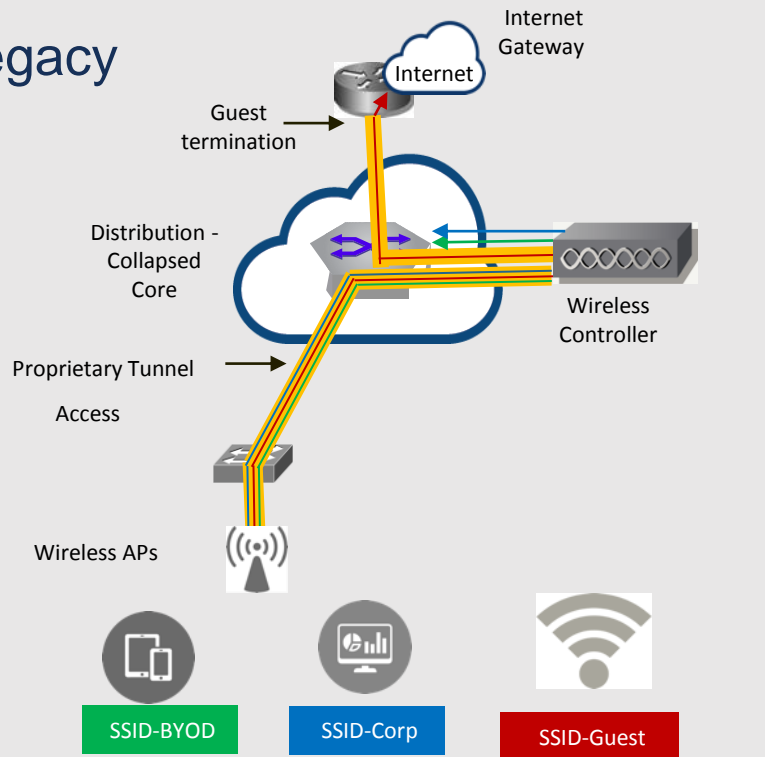 egacy
Internet
Gateway
Internet
Guest
termination
Distribution -
Collapsed
Core
Wireless
Controller
Proprietary Tunnel
Access
Wireless APs
SSID-BYOD
SSID-Corp
SSID-Guest